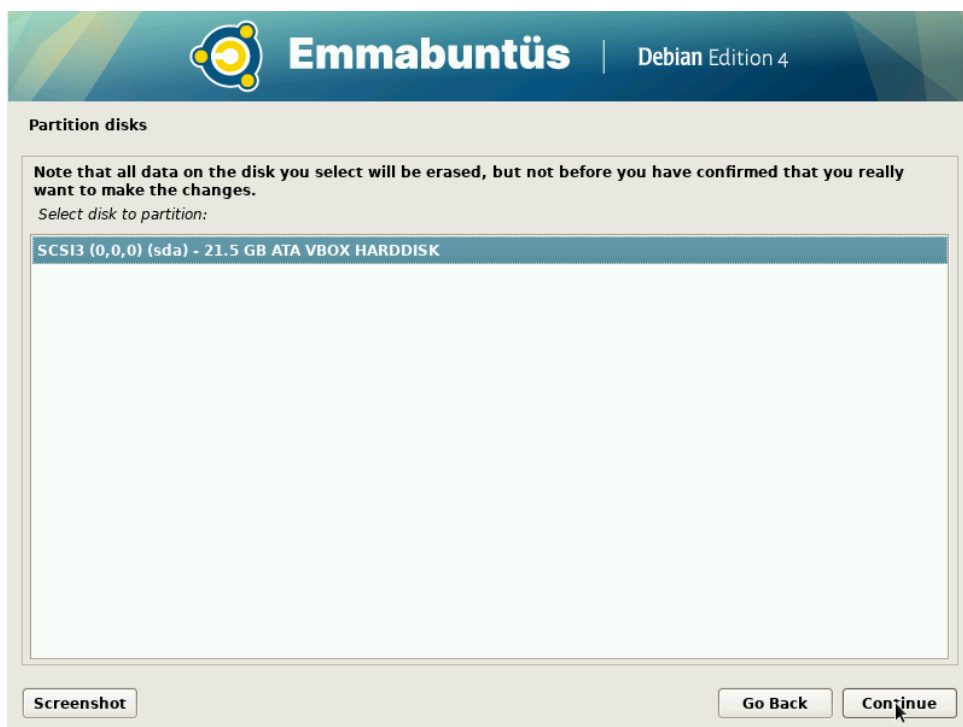 Emmabuntüs
Debian Edition 4
Partition disks
Note that all data on the disk you select will be erased, but not before you have confirmed that you really
want to make the changes.
Select disk to partition:
SCSI3 (0,0,0) (sda) - 21.5 GB ATA VBOX HARDDISK
Screenshot
Go Back
Continue